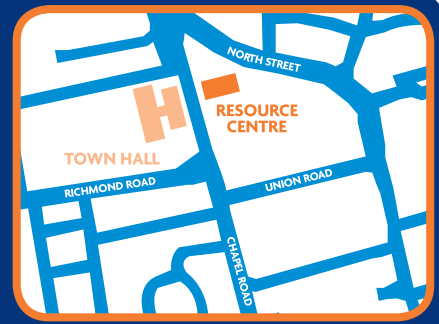 NORTH STREET
RESOURCE
CENTRE
TOWN HALL
RICHMOND ROAD
UNION ROAD
CHAPEL ROAD